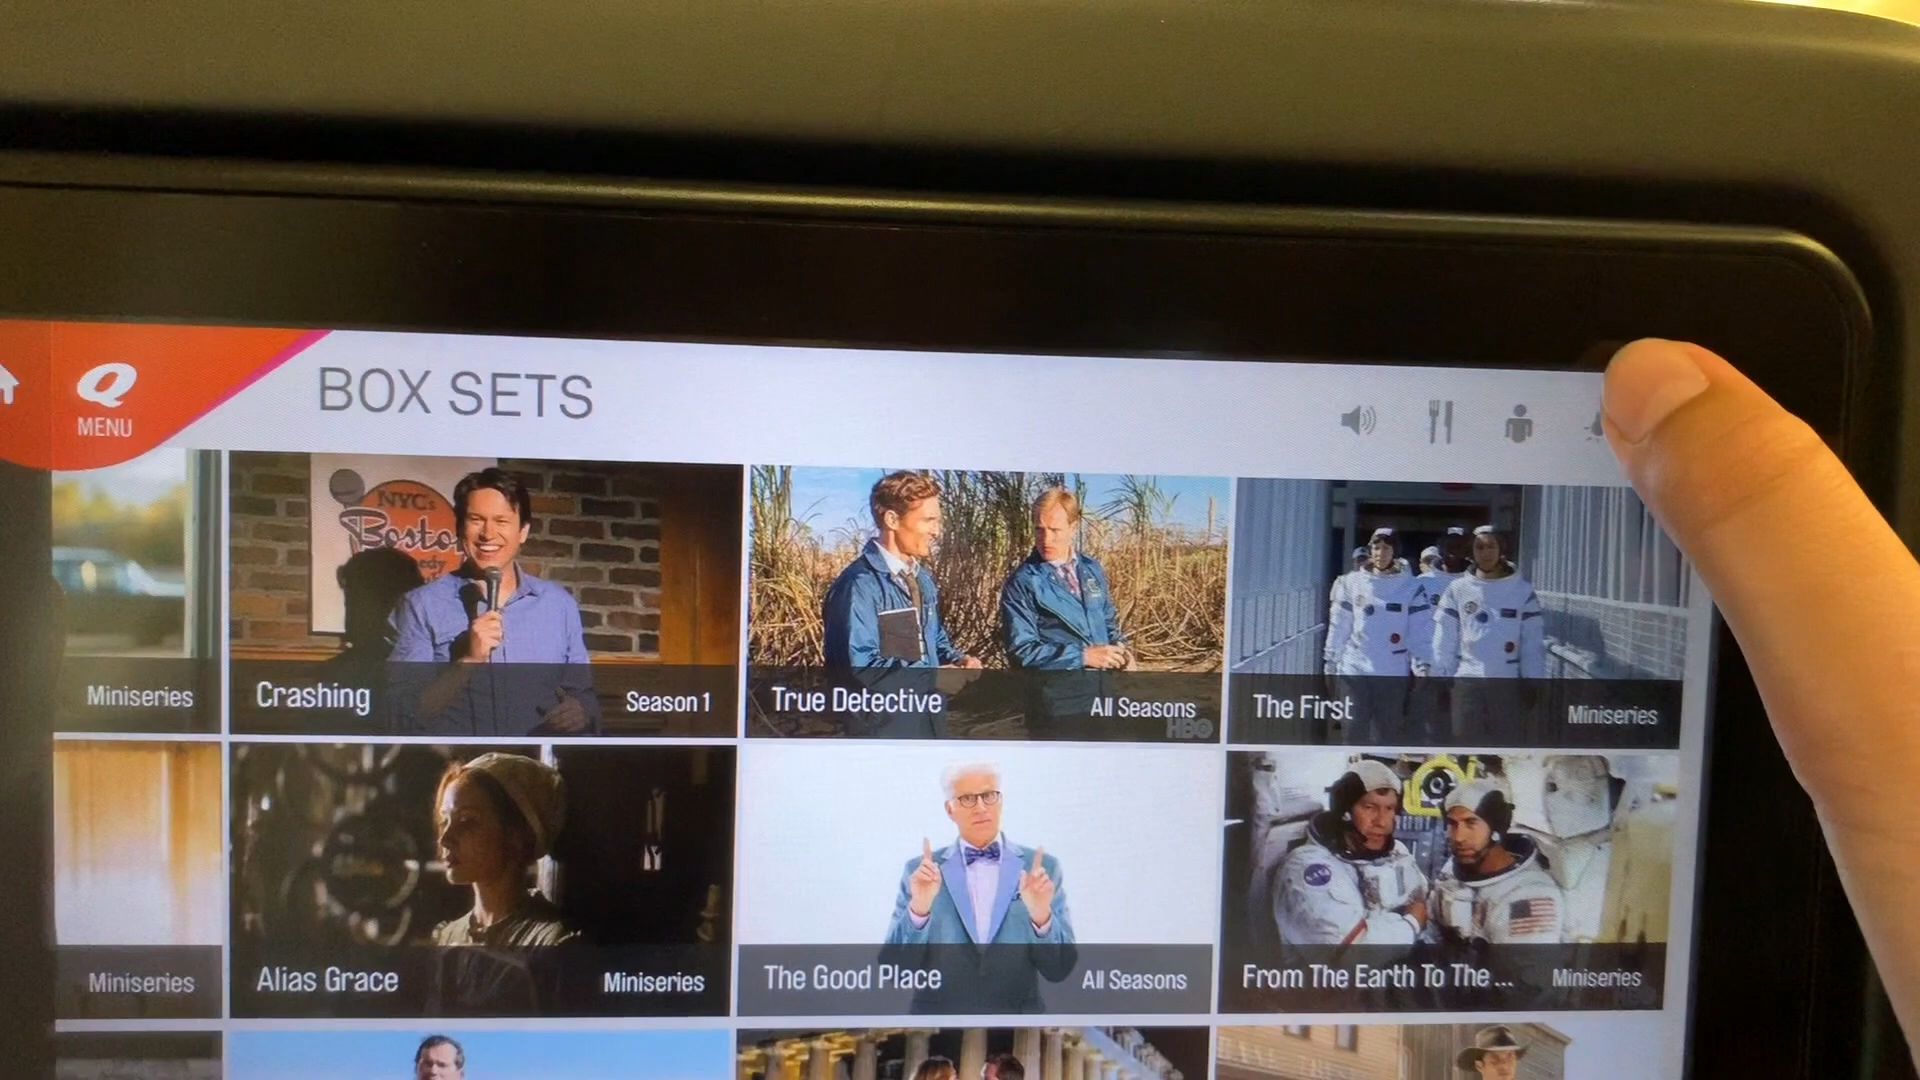 MENU
BOX SETS
NYC's
Miniseries
Crashing
Season 1
True Detective
All Seasons
HBO
The First
Miniseries
Miniseries
Alias Grace
Miniseries
The Good Place
All Seasons
From The Earth To The ...
Miniseries
NASA